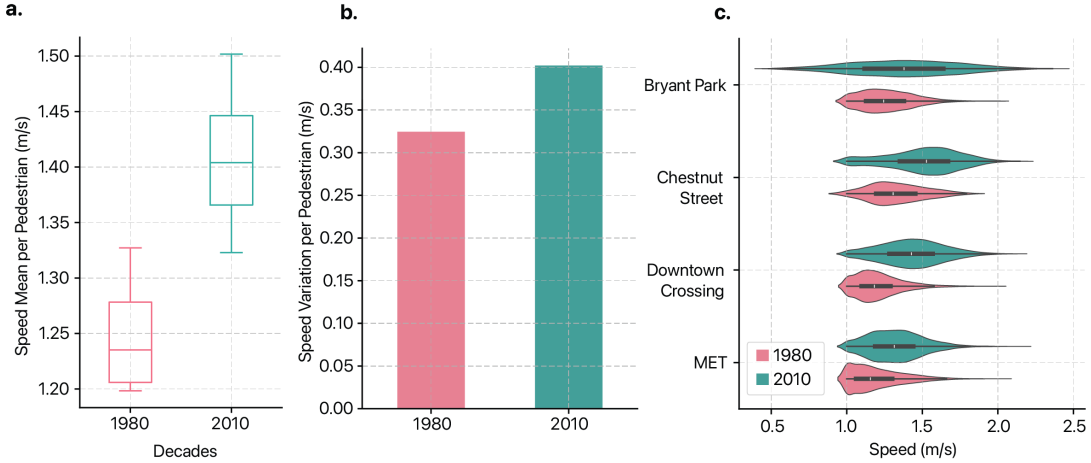 a.
Speed Mean per Pedestrian (m/s)
1.50
1.45
1.40
1.35
1.30
1.25
1.20
1980
2010
Decades
b.
Speed Variation per Pedestrian (m/s)
0.40
0.35
0.30
0.25
0.20
0.15
0.10
0.05
0.00
1980
2010
c.
Bryant Park
Chestnut
Street
Downtown
Crossing
MET
1980
2010
0.5
1.0
1.5
2.0
2.5
Speed (m/s)